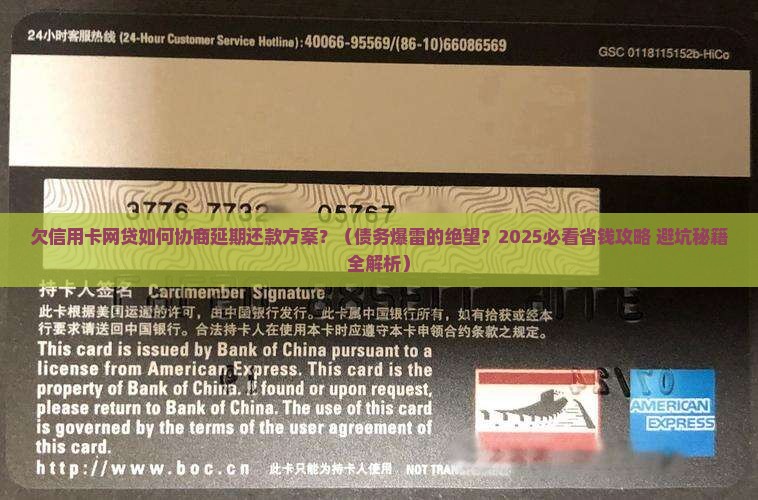 24小时客服热线 (24-Hour Customer Service Hotline):40066-95569/(86-10)66086569
GSC 0118115152b-HiCo
欠信用卡网贷如何协商延期还款方案？（债务爆雷的绝望？2025必看省钱攻略 避坑秘籍
全解析）
持卡人签名 Cardmember Signature
此卡根据美国运通的许可，由中国银行发行。此卡属中国银行所有，如有拾获或经本
行要求请送回中国银行。合法持卡人在使用本卡时应遵守本卡申领合约条款之规定。
This card is issued by Bank of China pursuant to a
license from American Express. This card is the
property of Bank of China. If found or upon request,
please return to Bank of China. The use of this card
is governed by the terms of the user agreement of
this card.
AMERICAN
EXPRESS
http://www.boc.cn 此卡只能为持卡人使用 NOT